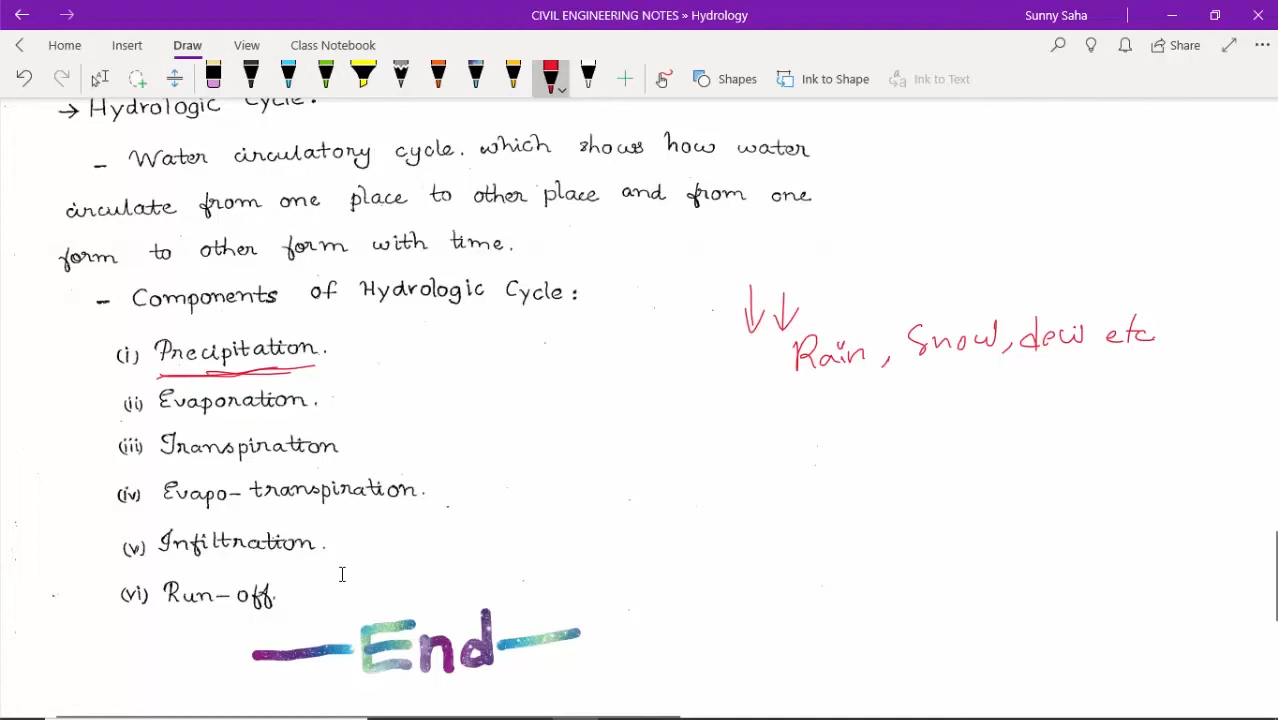 CIVIL ENGINEERING NOTES » Hydrology
Sunny Saha
Home Insert Draw View Class Notebook
Share
Shapes Ink to Shape Ink to Text
→ Hydrologic Cycle:
- Water circulatory cycle. which shows how water
circulate from one place to other place and from one
form to other form with time.
- Components of Hydrologic Cycle:
(i) Precipitation.
Rain, Snow, dew etc
(ii) Evaporation.
(iii) Transpiration
(iv) Evapo-transpiration.
(v) Infiltration.
(vi) Run-off.
—End—